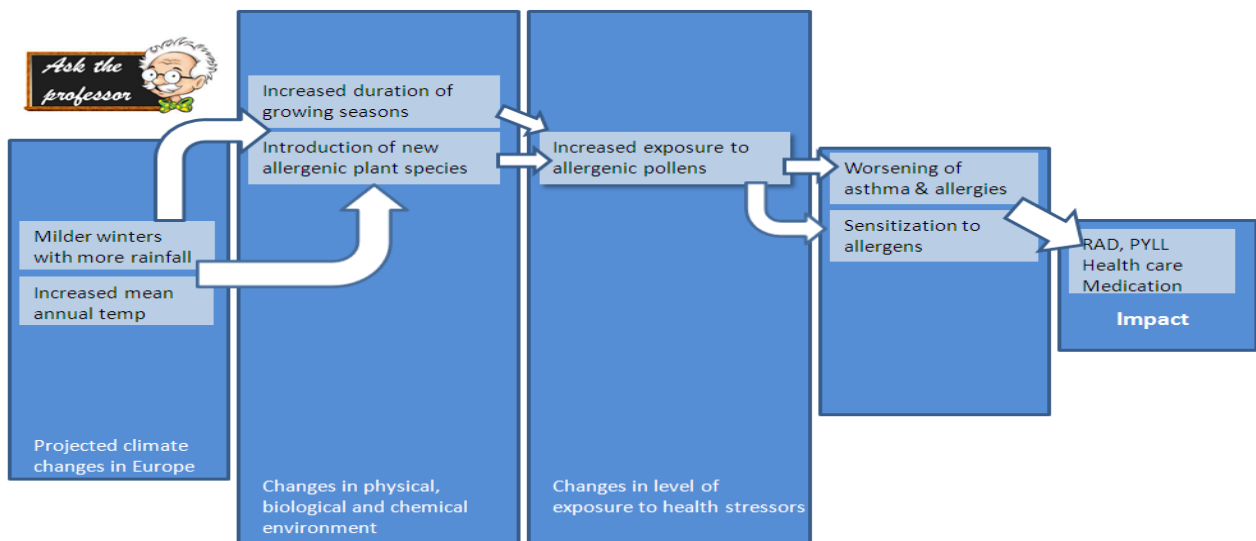 Ask the
professor
Milder winters
with more rainfall
Increased mean
annual temp
Projected climate
changes in Europe
Increased duration of
growing seasons
Introduction of new
allergenic plant species
Changes in physical,
biological and chemical
environment
Increased exposure to
allergenic pollens
Changes in level of
exposure to health stressors
Worsening of
asthma & allergies
Sensitization to
allergens
RAD, PYLL
Health care
Medication
Impact